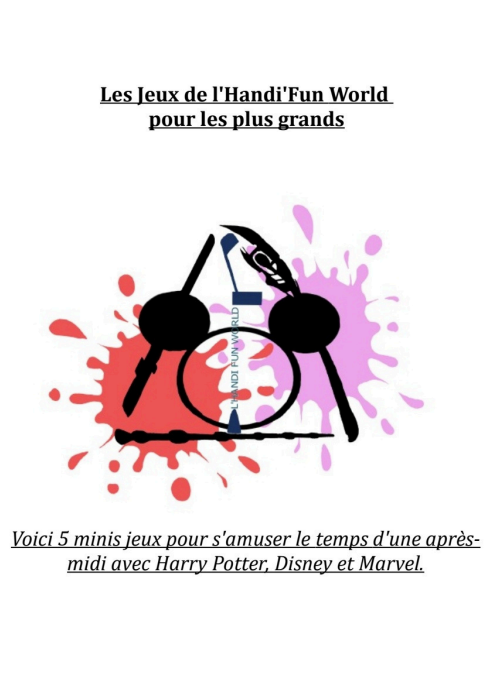 Les Jeux de l'Handi'Fun World
pour les plus grands
L'HANDI FUN WORLD
Voici 5 minis jeux pour s'amuser le temps d'une après-
midi avec Harry Potter, Disney et Marvel.